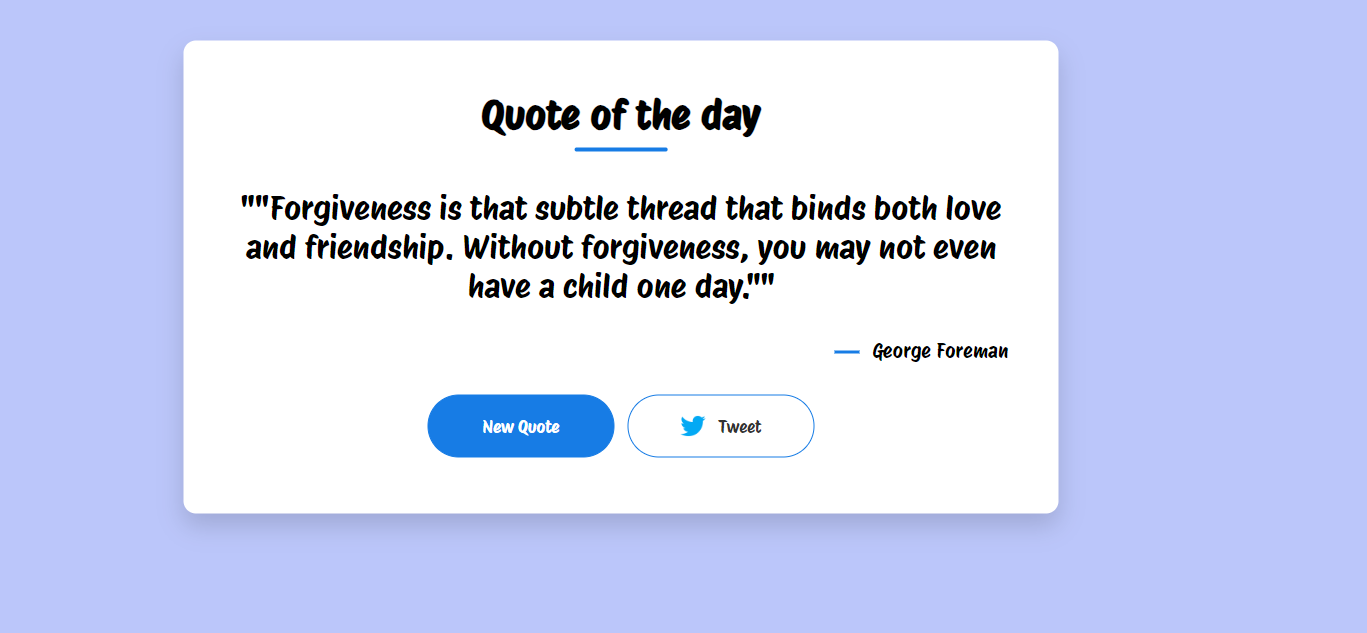 Quote of the day
""Forgiveness is that subtle thread that binds both love
and friendship. Without forgiveness, you may not even
have a child one day.""
— George Foreman
New Quote
Tweet